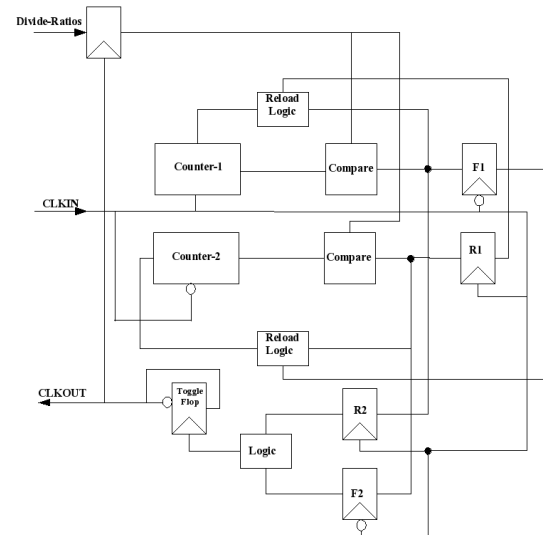 Divide-Ratios
Reload
Logic
Counter-1
Compare
F1
CLKIN
Counter-2
Compare
R1
Reload
Logic
CLKOUT
Toggle
Flop
R2
Logic
F2